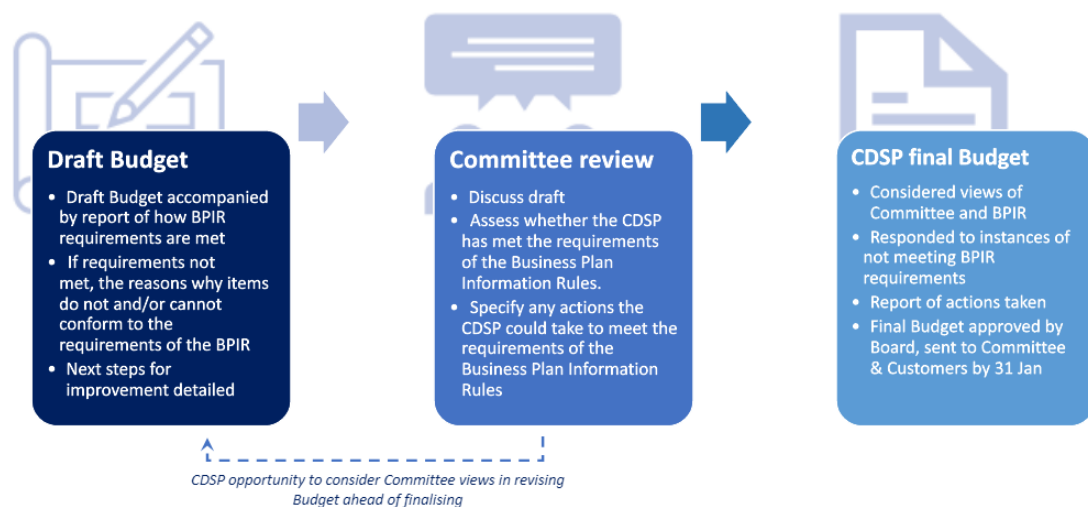 Draft Budget
• Draft Budget accompanied
by report of how BPIR
requirements are met
• If requirements not
met, the reasons why items
do not and/or cannot
conform to the
requirements of the BPIR
• Next steps for
improvement detailed
Committee review
• Discuss draft
• Assess whether the CDSP
has met the requirements
of the Business Plan
Information Rules.
• Specify any actions the
CDSP could take to meet the
requirements of the
Business Plan Information
Rules
CDSP final Budget
• Considered views of
Committee and BPIR
• Responded to instances of
not meeting BPIR
requirements
• Report of actions taken
• Final Budget approved by
Board, sent to Committee
& Customers by 31 Jan
CDSP opportunity to consider Committee views in revising
Budget ahead of finalising